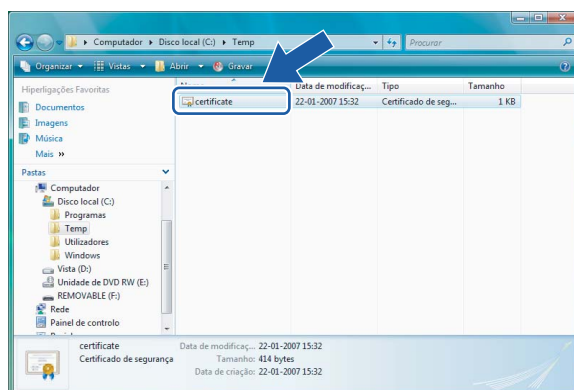 Computador ▸ Disco local (C:) ▸ Temp
Procurar
Organizar Vistas Abrir Gravar
Hiperligações Favoritas
Documentos
Imagens
Música
Mais »
Pastas
Computador
Disco local (C:)
Programas
Temp
Utilizadores
Windows
Vista (D:)
Unidade de DVD RW (E:)
REMOVABLE (F:)
Rede
Painel de controlo
Data de modificaç... Tipo Tamanho
certificate 22-01-2007 15:32 Certificado de seg... 1 KB
certificate Data de modificaç... 22-01-2007 15:32
Certificado de segurança Tamanho: 414 bytes
Data de criação: 22-01-2007 15:32